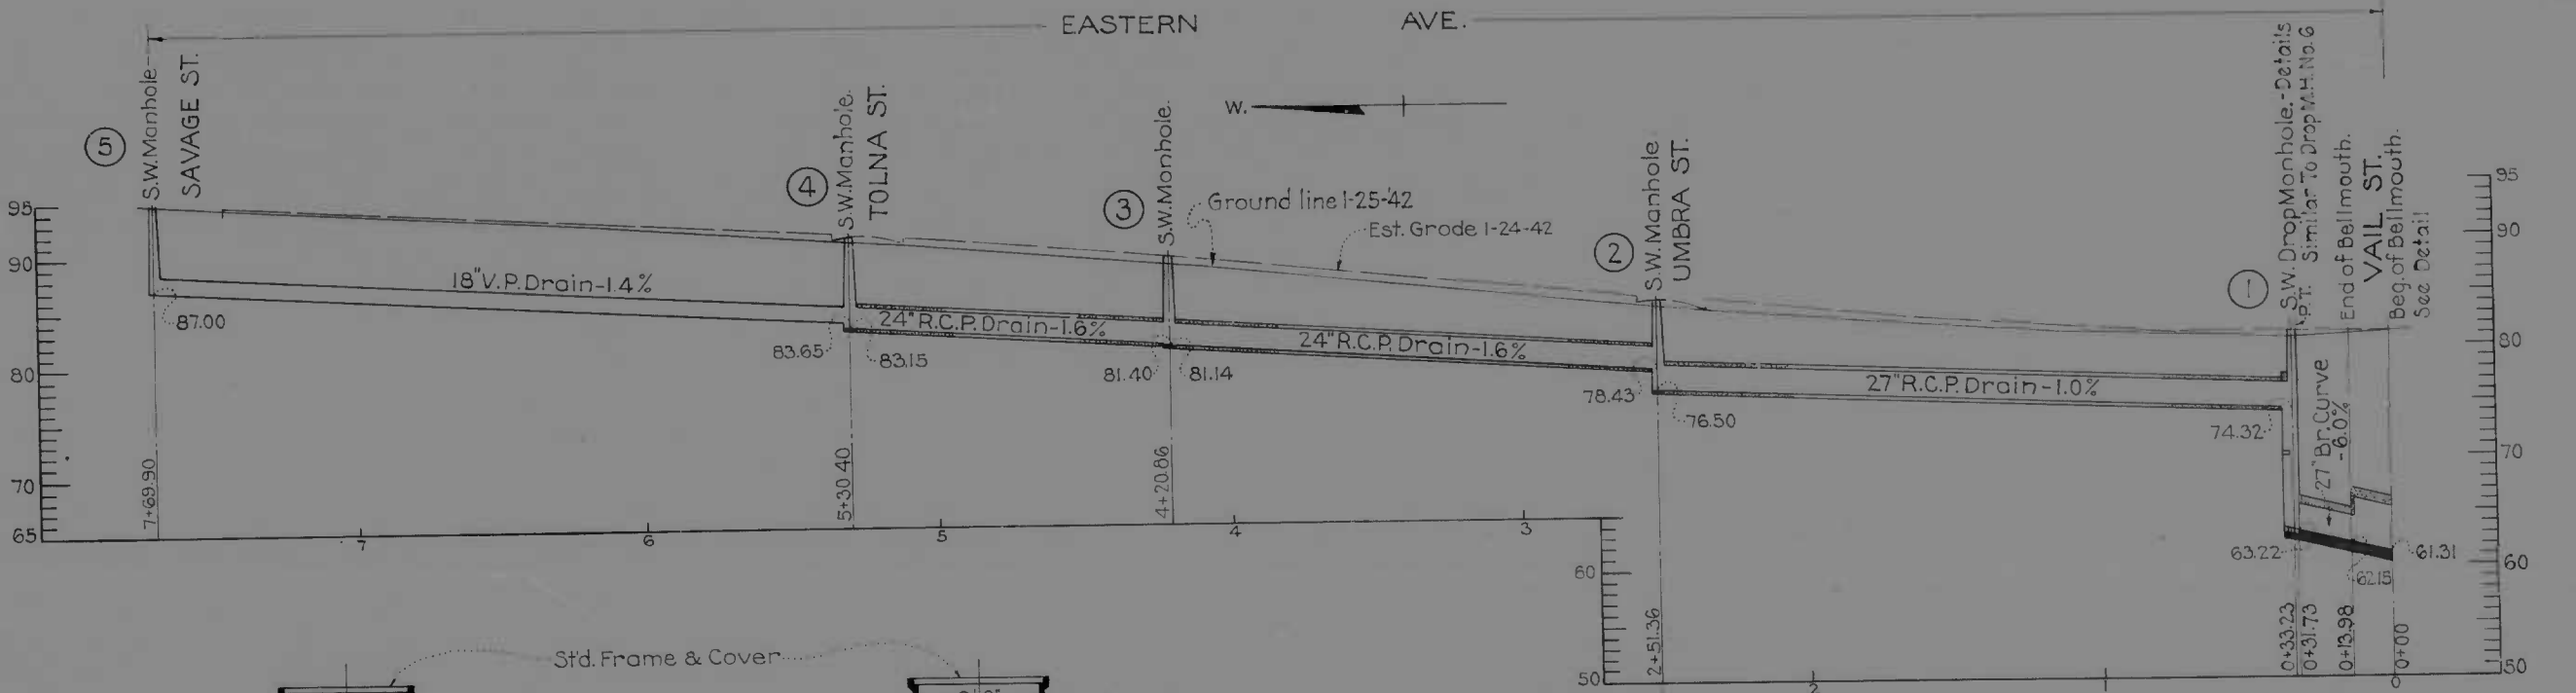 EASTERN AVE.
W.
5
S.W.Manhole
SAVAGE ST.
4
S.W.Manhole.
TOLNA ST.
3
S.W.Manhole.
Ground line 1-25-'42
Est. Grade 1-24-42
2
S.W.Manhole
UMBRA ST.
1
S.W. Drop Manhole.-Details
P.T. Similar To Drop M.H. No.6
End of Bellmouth.
VAIL ST.
Beg. of Bellmouth.
See Detail
95
90
80
70
65
18" V.P. Drain-1.4%
87.00
83.65
83.15
24" R.C.P. Drain-1.6%
81.40
81.14
24" R.C.P. Drain-1.6%
78.43
76.50
27" R.C.P. Drain-1.0%
74.32
27" Br. Curve
-6.0%
63.22
62.15
61.31
95
90
80
70
60
50
7+69.90
5+30.40
4+20.86
2+51.36
0+33.23
0+31.73
0+13.98
0+00
7
6
5
4
3
60
50
2
1
0
St'd. Frame & Cover